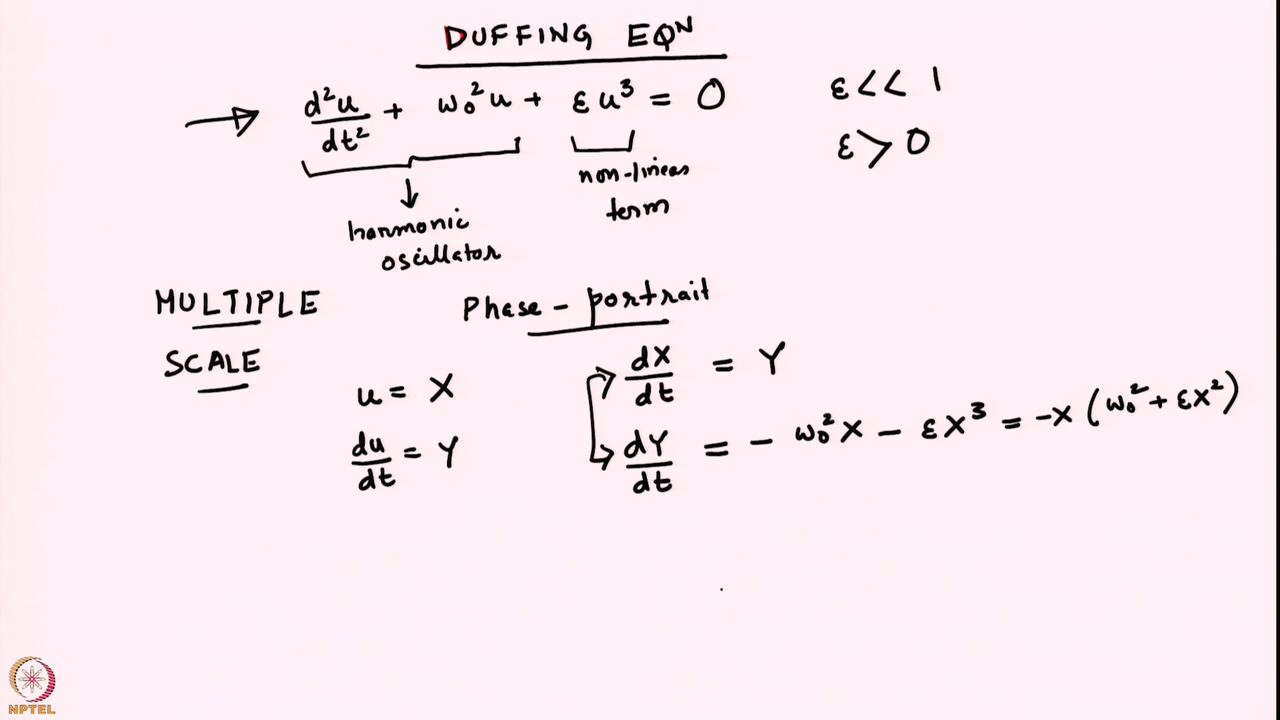 DUFFING EQᴺ
→ d²u/dt² + ω₀²u + εu³ = 0
ε << 1
ε > 0
harmonic
oscillator
non-linear
term
MULTIPLE
SCALE
Phase - portrait
u = X
du/dt = Y
dX/dt = Y
dY/dt = - ω₀²X - εX³ = -X (ω₀² + εX²)
NPTEL